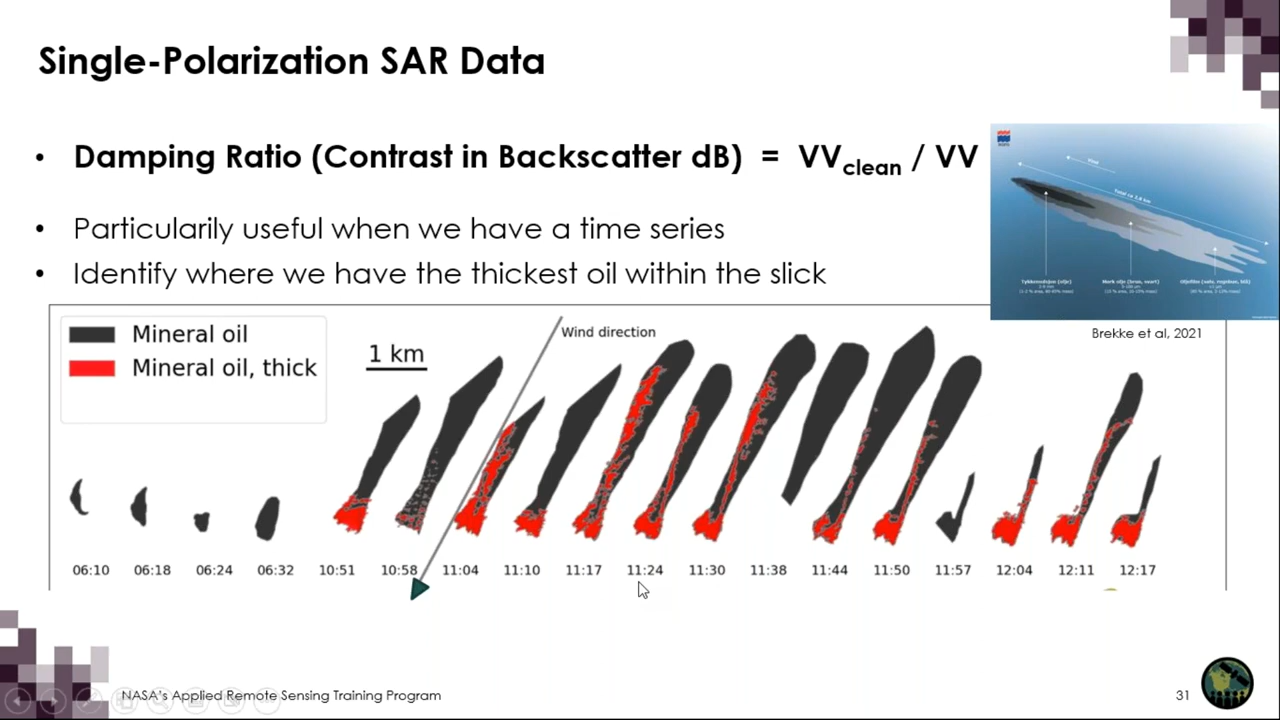 Single-Polarization SAR Data
• Damping Ratio (Contrast in Backscatter dB) = VVclean / VV
• Particularily useful when we have a time series
• Identify where we have the thickest oil within the slick
Brekke et al, 2021
Mineral oil
Mineral oil, thick
1 km
Wind direction
06:10 06:18 06:24 06:32 10:51 10:58 11:04 11:10 11:17 11:24 11:30 11:38 11:44 11:50 11:57 12:04 12:11 12:17
NASA's Applied Remote Sensing Training Program
31